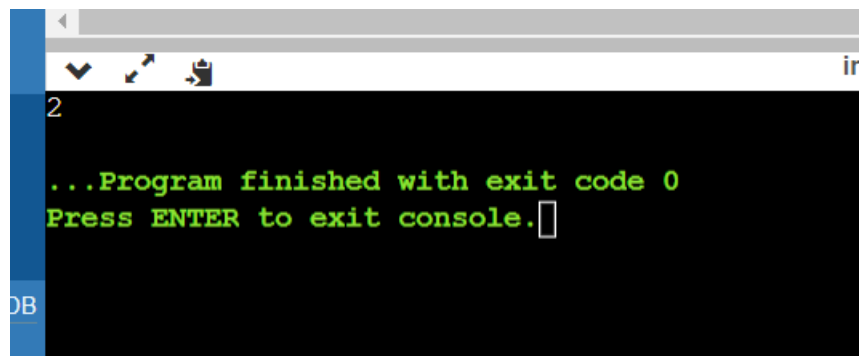 2
...Program finished with exit code 0
Press ENTER to exit console.